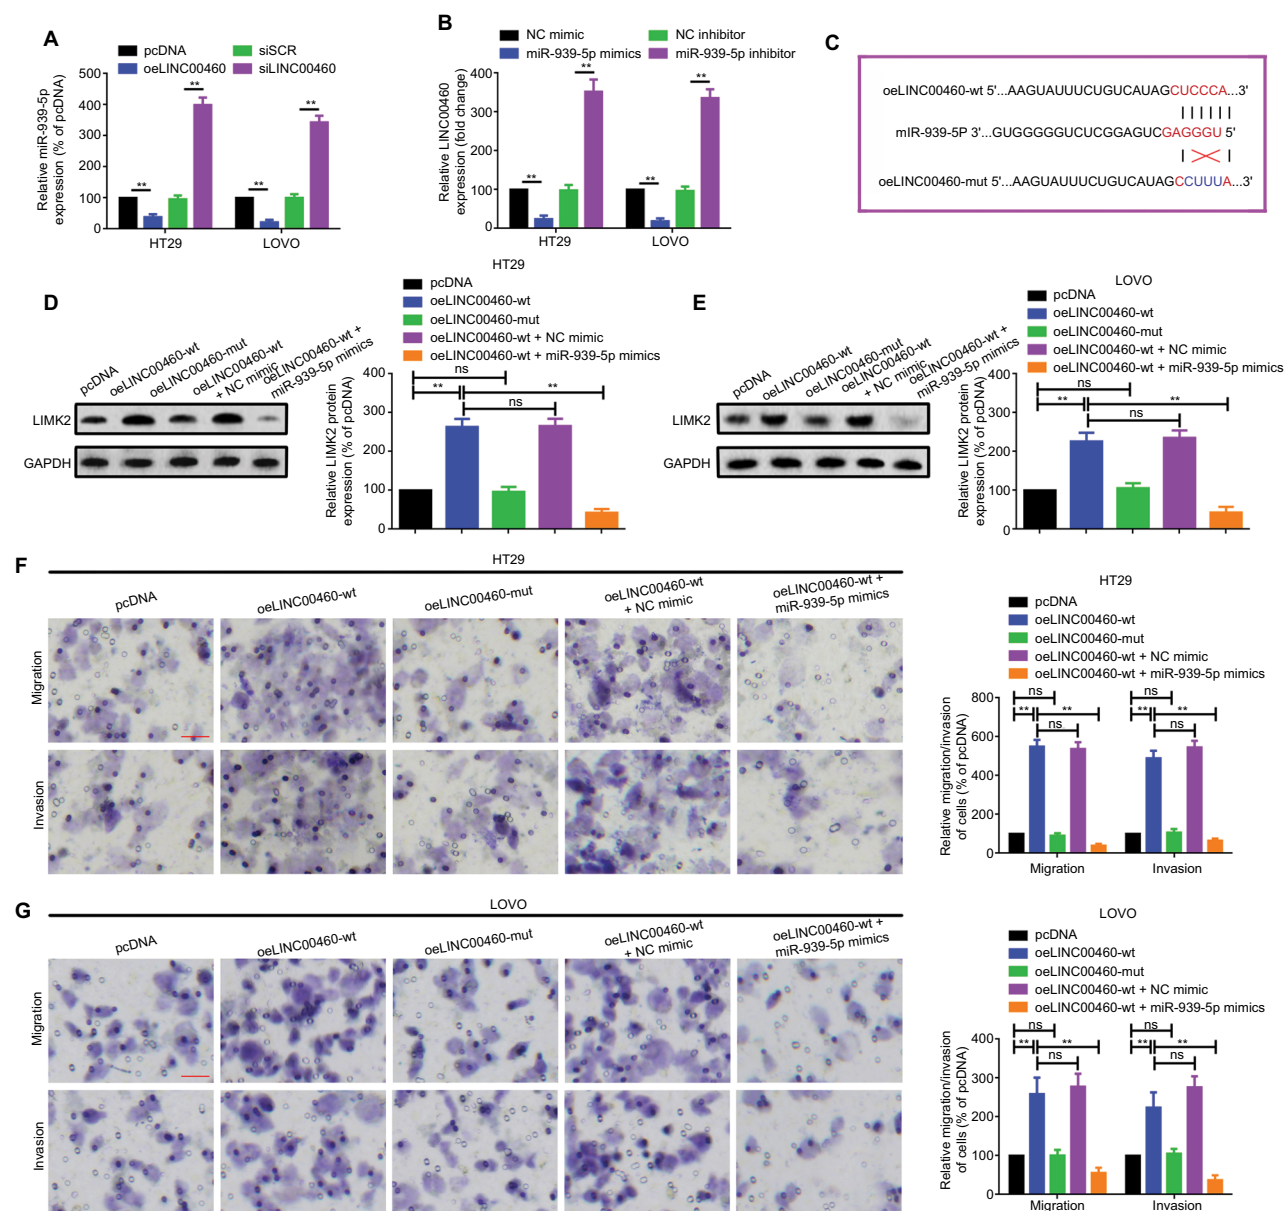 A
pcDNA
siSCR
oeLINC00460
siLINC00460
Relative miR-939-5p
expression (% of pcDNA)
500
400
300
200
100
0
**
**
**
**
HT29
LOVO
B
NC mimic
NC inhibitor
miR-939-5p mimics
miR-939-5p inhibitor
Relative LINC00460
expression (fold change)
400
300
200
100
0
**
**
**
**
HT29
LOVO
C
oeLINC00460-wt 5'...AAGUAUUUCUGUCAUAGCUCCCA...3'
mIR-939-5P 3'...GUGGGGGUCUCGGAGUCGAGGGU 5'
oeLINC00460-mut 5'...AAGUAUUUCUGUCAUAGCCUUUA...3'
D
pcDNA
oeLINC00460-wt
oeLINC00460-mut
oeLINC00460-wt
+ NC mimic
oeLINC00460-wt +
miR-939-5p mimics
LIMK2
GAPDH
HT29
pcDNA
oeLINC00460-wt
oeLINC00460-mut
oeLINC00460-wt + NC mimic
oeLINC00460-wt + miR-939-5p mimics
Relative LIMK2 protein
expression (% of pcDNA)
400
300
200
100
0
ns
**
**
ns
E
pcDNA
oeLINC00460-wt
oeLINC00460-mut
oeLINC00460-wt
+ NC mimic
oeLINC00460-wt +
miR-939-5p mimics
LIMK2
GAPDH
LOVO
pcDNA
oeLINC00460-wt
oeLINC00460-mut
oeLINC00460-wt + NC mimic
oeLINC00460-wt + miR-939-5p mimics
Relative LIMK2 protein
expression (% of pcDNA)
400
300
200
100
0
ns
**
**
ns
F
HT29
pcDNA
oeLINC00460-wt
oeLINC00460-mut
oeLINC00460-wt
+ NC mimic
oeLINC00460-wt +
miR-939-5p mimics
Migration
Invasion
HT29
pcDNA
oeLINC00460-wt
oeLINC00460-mut
oeLINC00460-wt + NC mimic
oeLINC00460-wt + miR-939-5p mimics
Relative migration/invasion
of cells (% of pcDNA)
800
600
400
200
0
ns
**
**
ns
ns
**
**
ns
Migration
Invasion
G
LOVO
pcDNA
oeLINC00460-wt
oeLINC00460-mut
oeLINC00460-wt
+ NC mimic
oeLINC00460-wt +
miR-939-5p mimics
Migration
Invasion
LOVO
pcDNA
oeLINC00460-wt
oeLINC00460-mut
oeLINC00460-wt + NC mimic
oeLINC00460-wt + miR-939-5p mimics
Relative migration/invasion
of cells (% of pcDNA)
400
300
200
100
0
ns
**
**
ns
ns
**
**
ns
Migration
Invasion